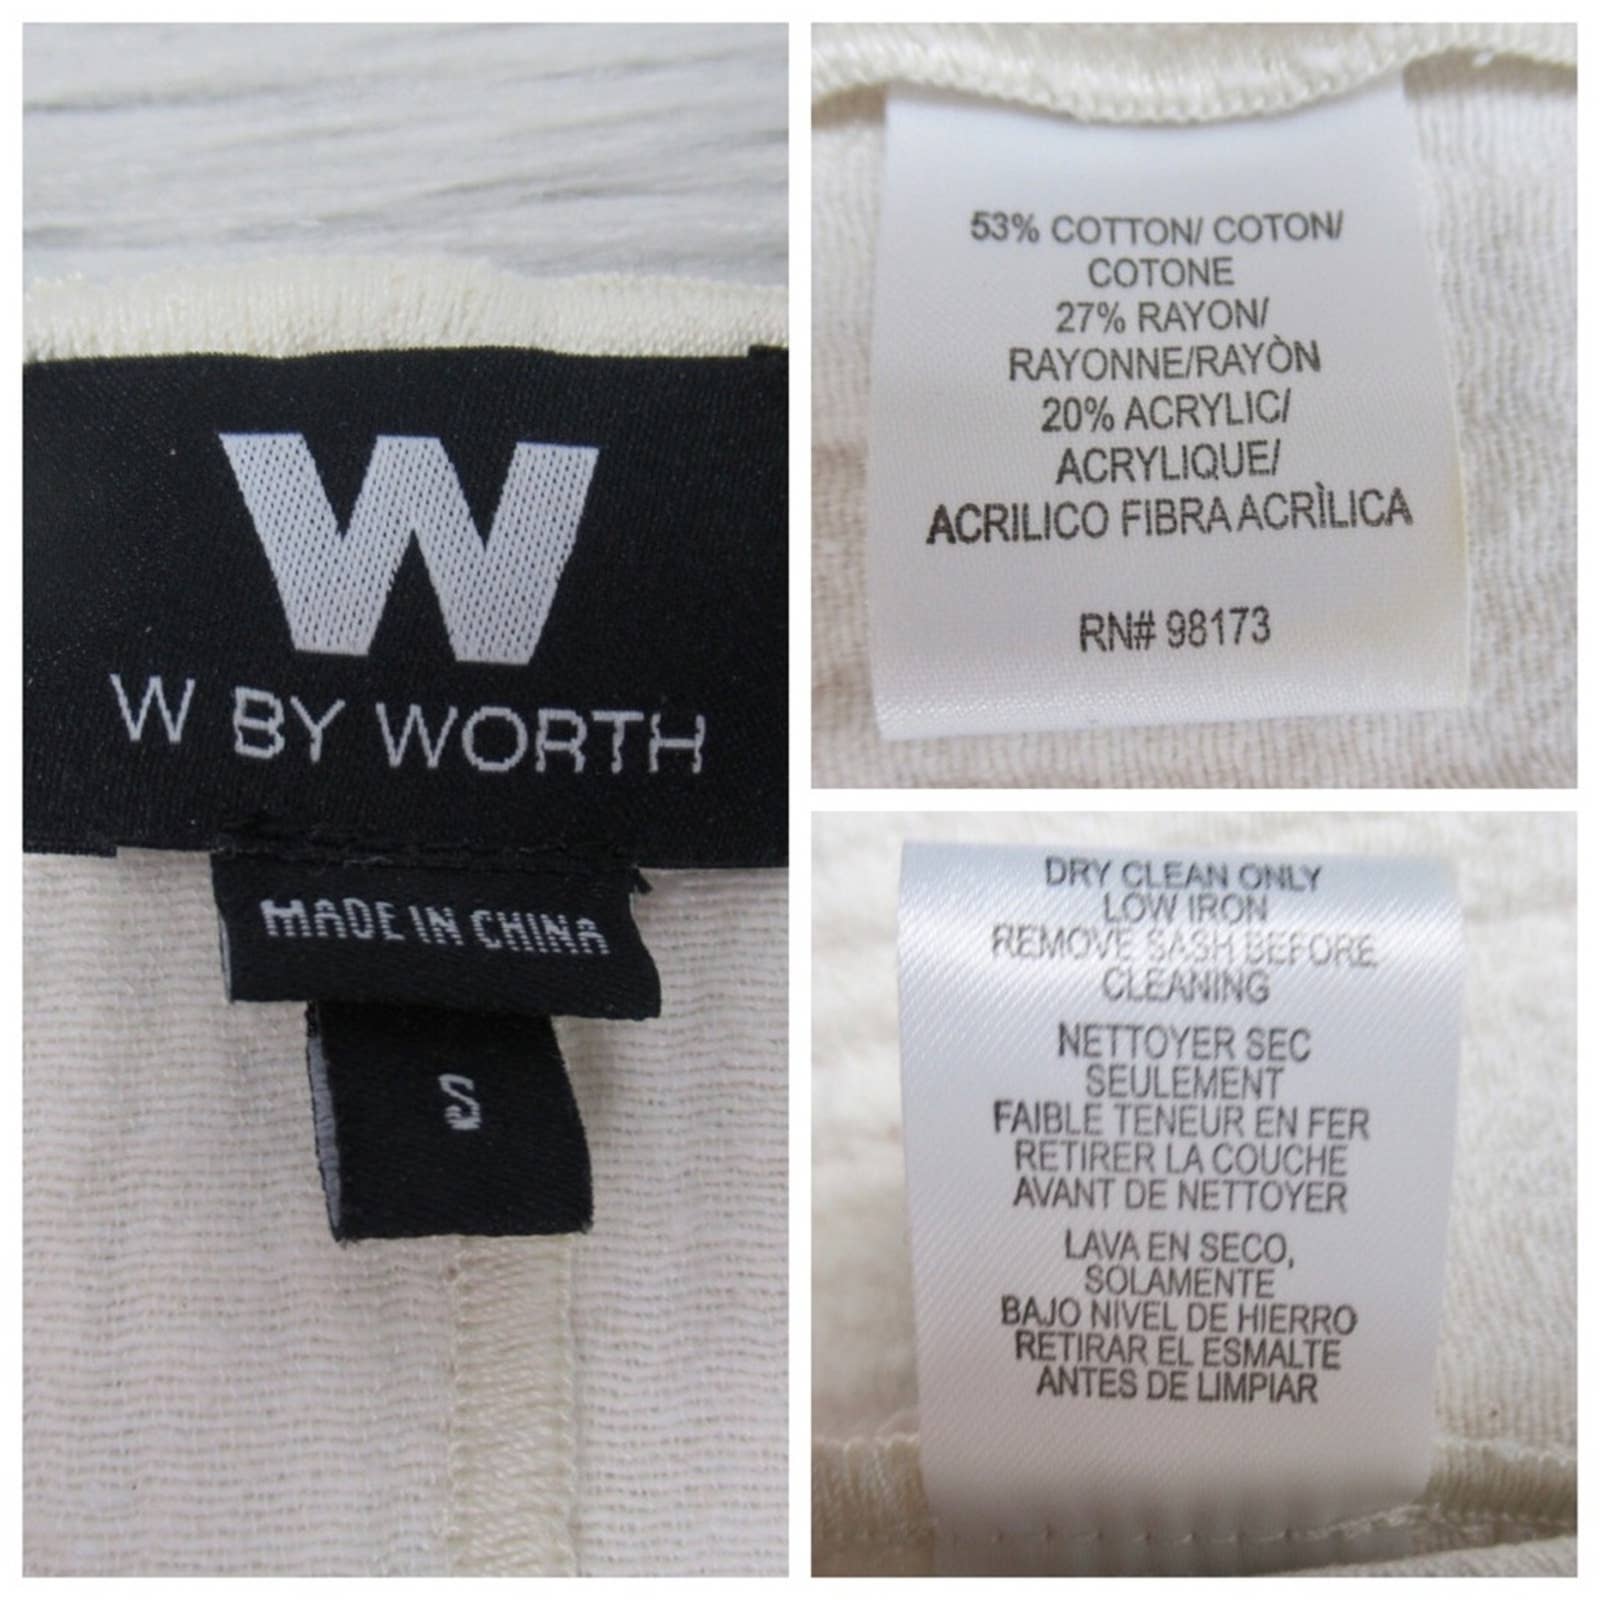 W
W BY WORTH
MADE IN CHINA
S
53% COTTON/ COTON/
COTONE
27% RAYON/
RAYONNE/RAYÒN
20% ACRYLIC/
ACRYLIQUE/
ACRILICO FIBRA ACRÌLICA
RN# 98173
DRY CLEAN ONLY
LOW IRON
REMOVE SASH BEFORE
CLEANING
NETTOYER SEC
SEULEMENT
FAIBLE TENEUR EN FER
RETIRER LA COUCHE
AVANT DE NETTOYER
LAVA EN SECO,
SOLAMENTE
BAJO NIVEL DE HIERRO
RETIRAR EL ESMALTE
ANTES DE LIMPIAR